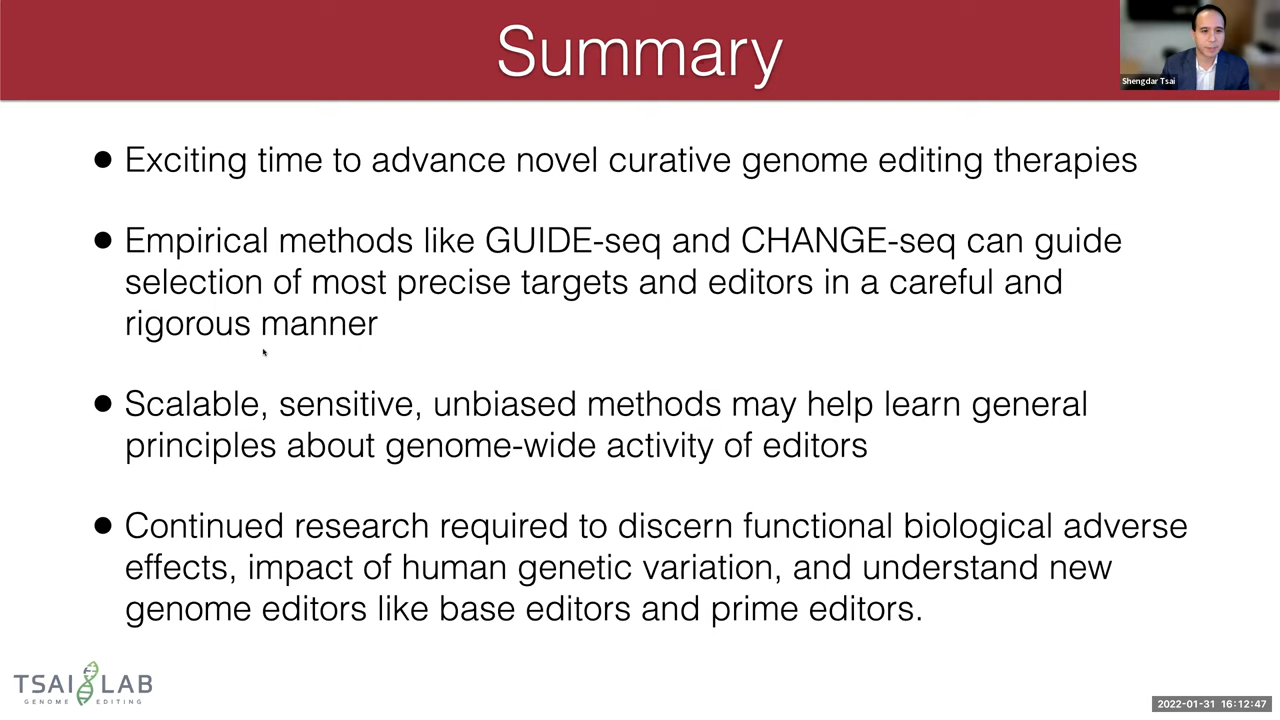 Summary
Shengdar Tsai
• Exciting time to advance novel curative genome editing therapies
• Empirical methods like GUIDE-seq and CHANGE-seq can guide
selection of most precise targets and editors in a careful and
rigorous manner
• Scalable, sensitive, unbiased methods may help learn general
principles about genome-wide activity of editors
• Continued research required to discern functional biological adverse
effects, impact of human genetic variation, and understand new
genome editors like base editors and prime editors.
TSAI LAB
GENOME EDITING
2022-01-31 16:12:47